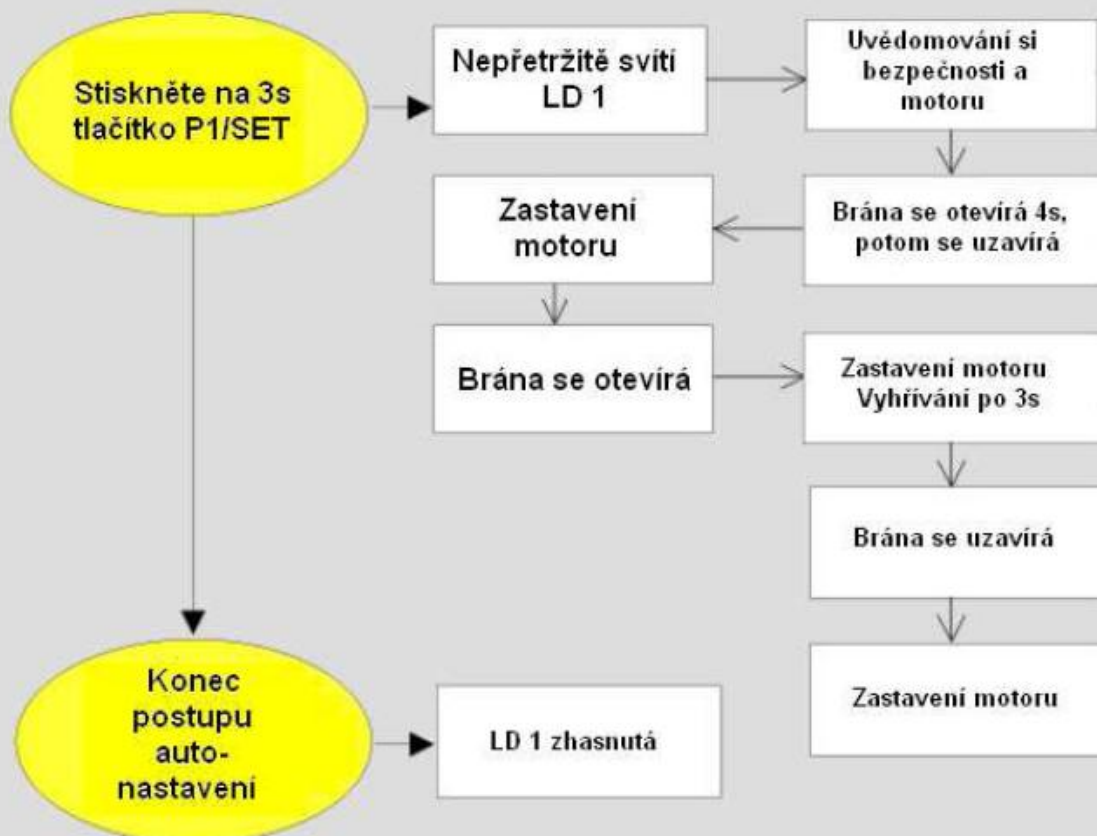 Stiskněte na 3s
tlačítko P1/SET
Nepřetržitě svítí
LD 1
Uvědomování si
bezpečnosti a
motoru
Brána se otevírá 4s,
potom se uzavírá
Zastavení
motoru
Brána se otevírá
Zastavení motoru
Vyhřívání po 3s
Brána se uzavírá
Zastavení motoru
Konec
postupu
auto-
nastavení
LD 1 zhasnutá